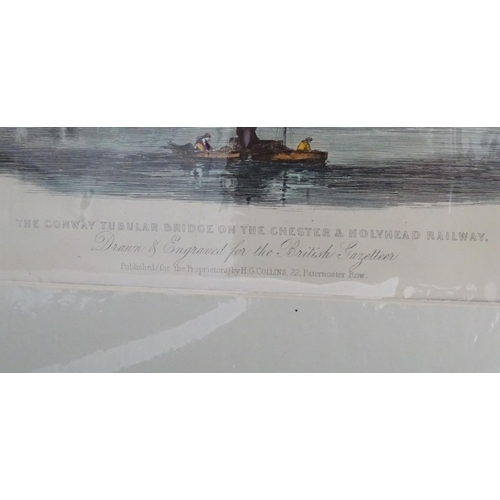 THE CONWAY TUBULAR BRIDGE ON THE CHESTER & HOLYHEAD RAILWAY.
Drawn & Engraved for the British Gazetteer
Published (for the Proprietors) by H.G. COLLINS, 22, Paternoster Row.